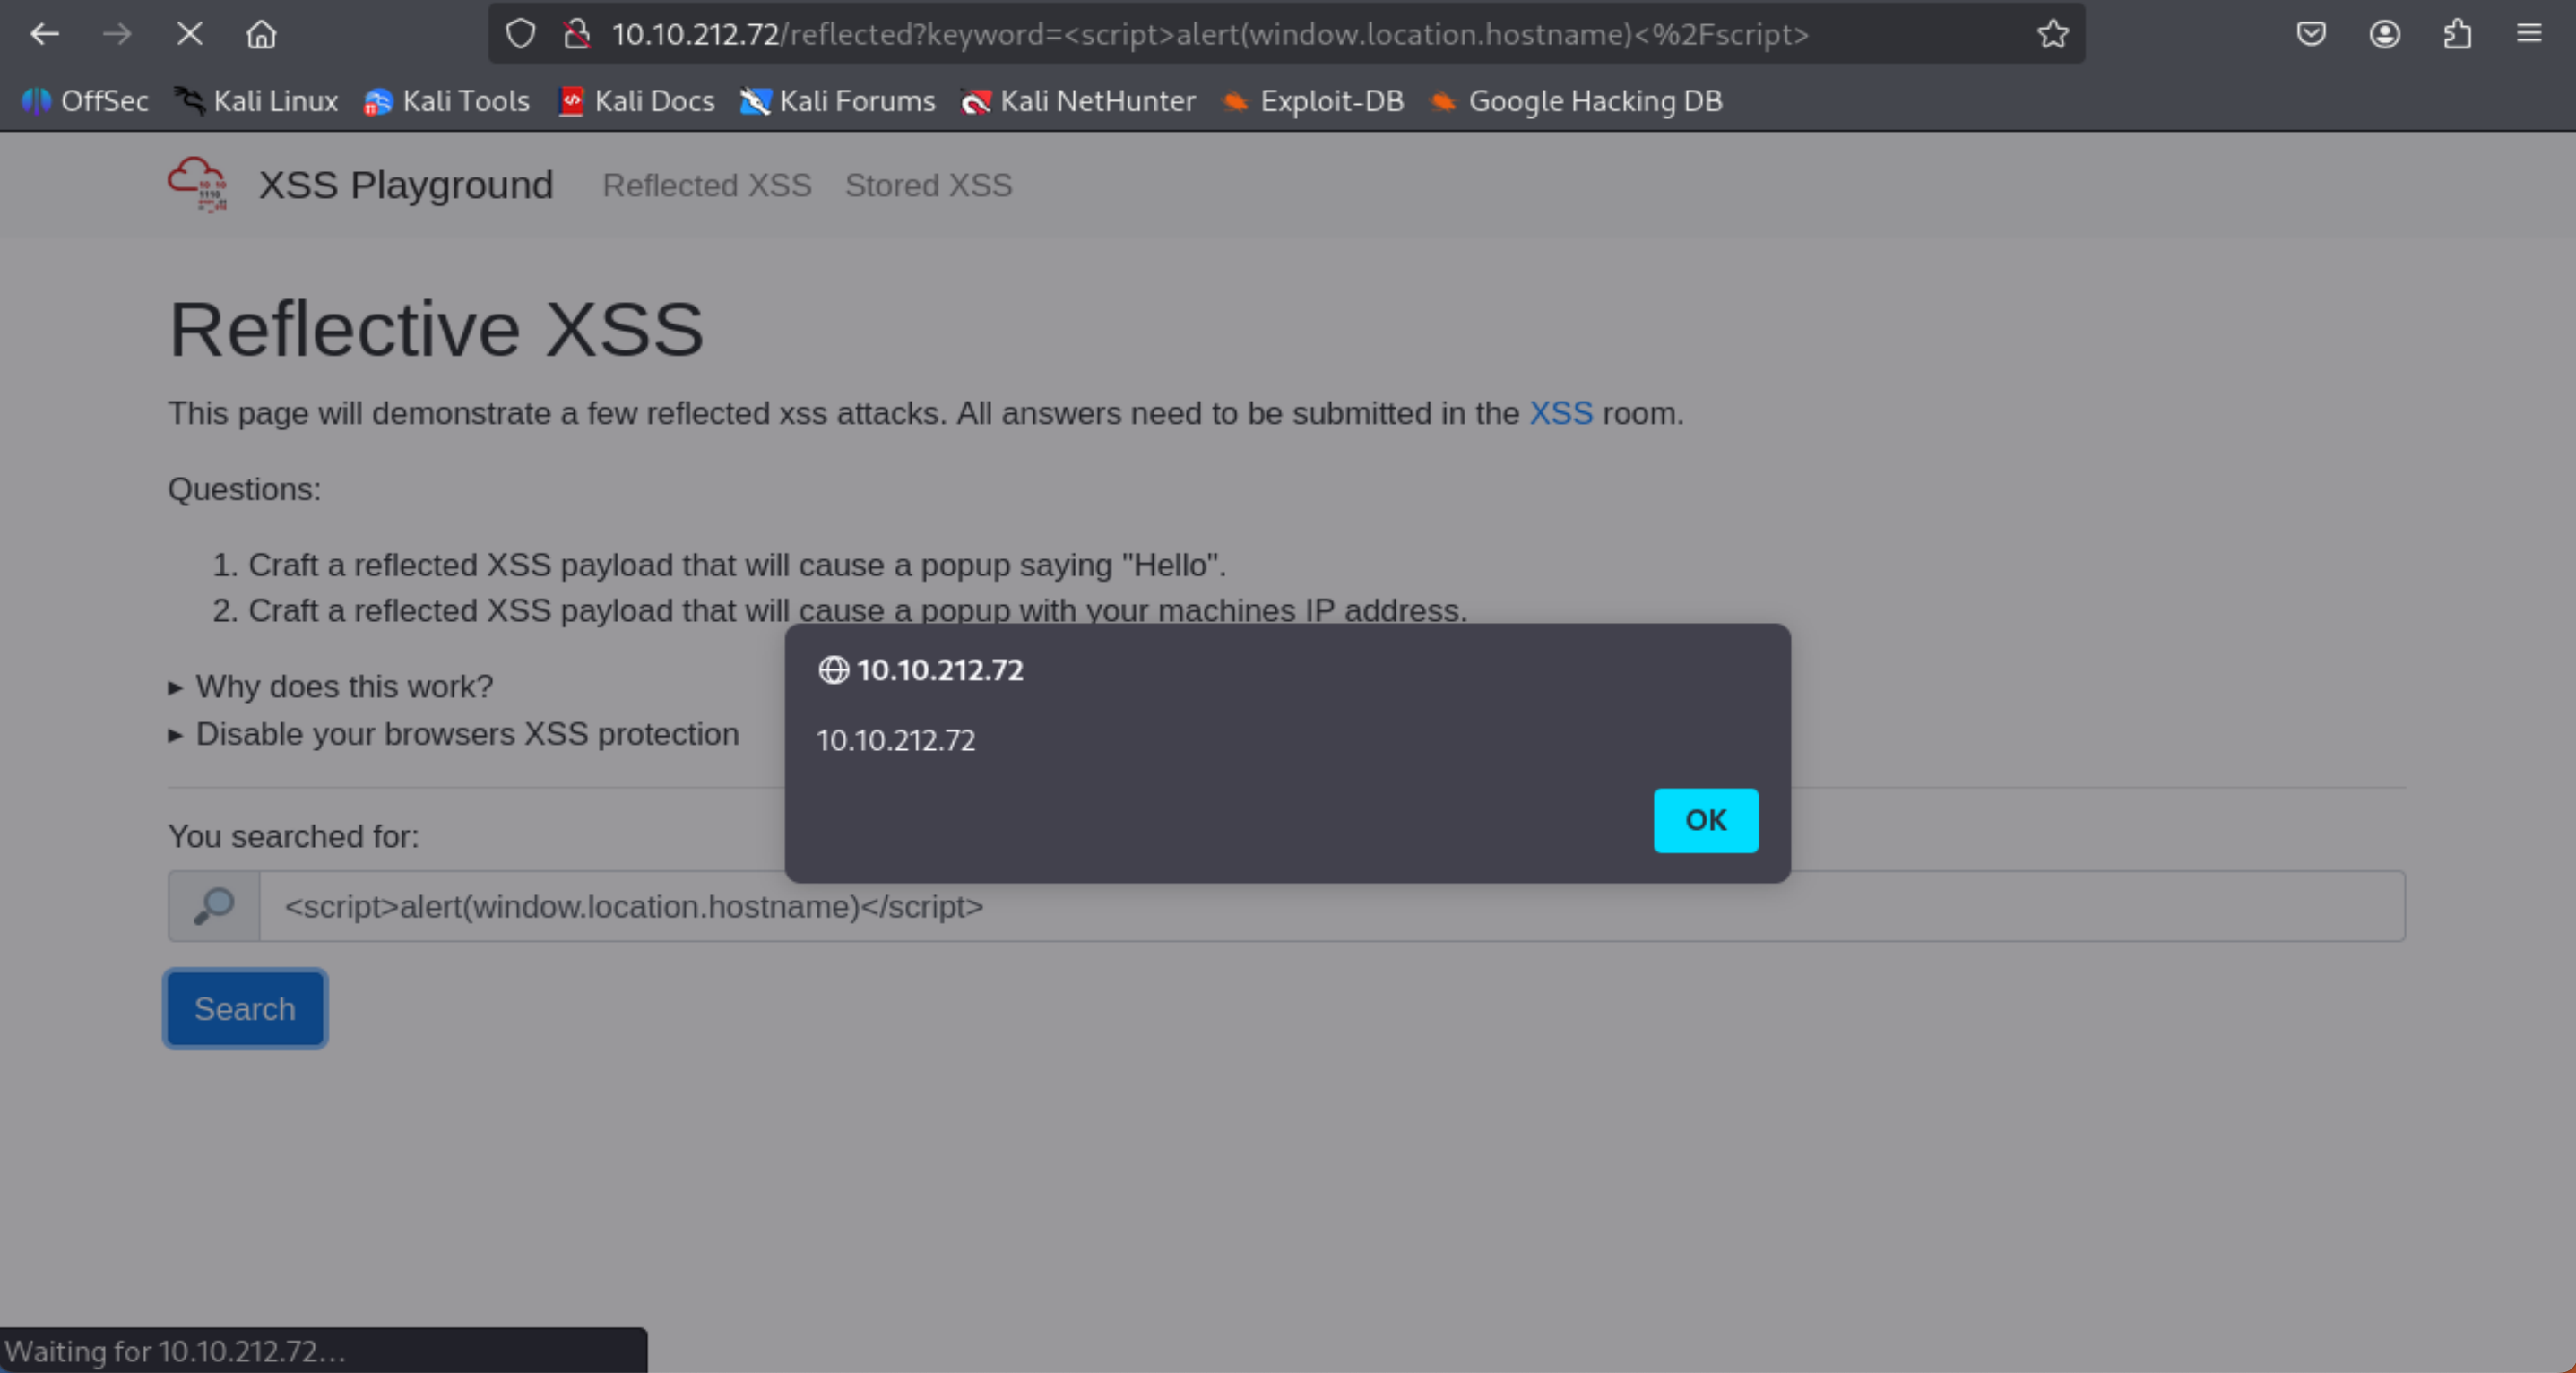 10.10.212.72/reflected?keyword=<script>alert(window.location.hostname)<%2Fscript>
OffSec Kali Linux Kali Tools Kali Docs Kali Forums Kali NetHunter Exploit-DB Google Hacking DB
XSS Playground Reflected XSS Stored XSS
Reflective XSS
This page will demonstrate a few reflected xss attacks. All answers need to be submitted in the XSS room.
Questions:
1. Craft a reflected XSS payload that will cause a popup saying "Hello".
2. Craft a reflected XSS payload that will cause a popup with your machines IP address.
10.10.212.72
10.10.212.72
OK
▸ Why does this work?
▸ Disable your browsers XSS protection
You searched for:
<script>alert(window.location.hostname)</script>
Search
Waiting for 10.10.212.72...